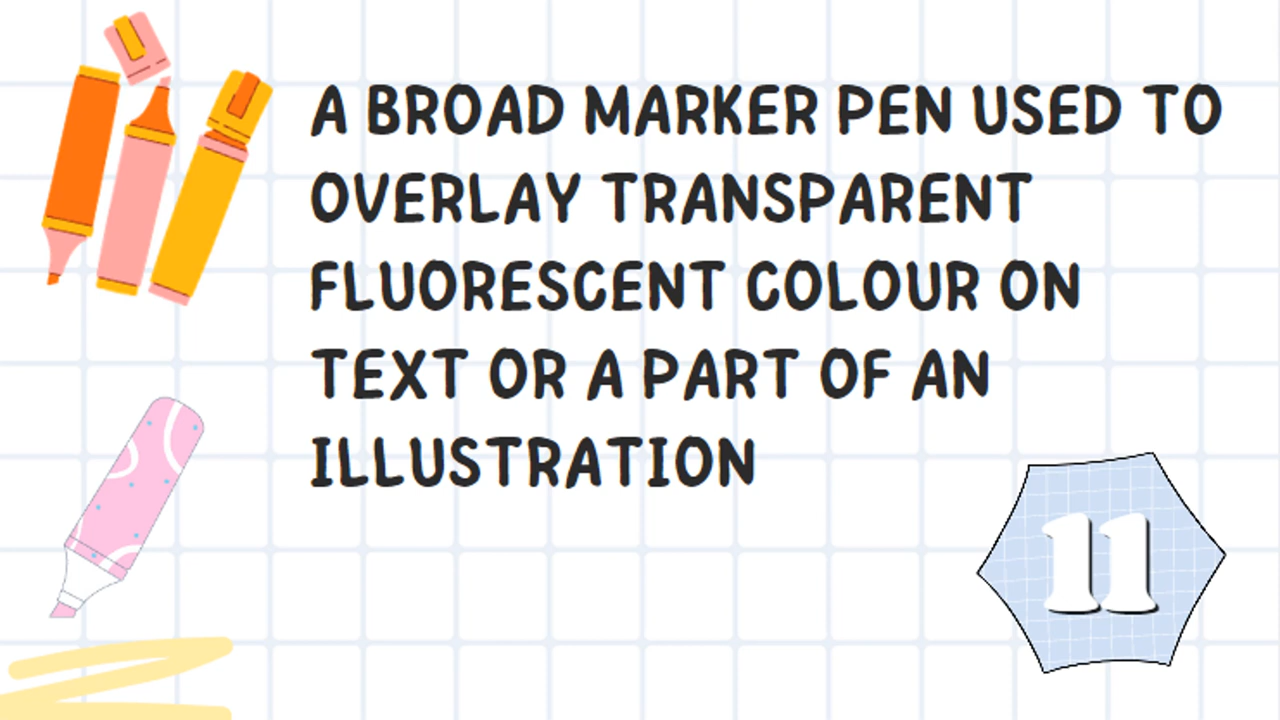 A BROAD MARKER PEN USED TO
OVERLAY TRANSPARENT
FLUORESCENT COLOUR ON
TEXT OR A PART OF AN
ILLUSTRATION
11